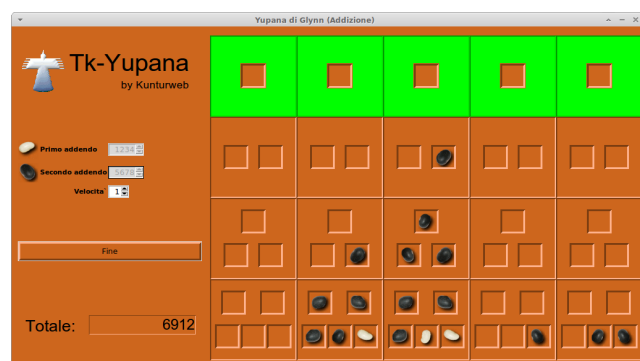 Yupana di Glynn (Addizione)
Tk-Yupana
by Kunturweb
Primo addendo 1234
Secondo addendo 5678
Velocita` 1
Fine
Totale: 6912